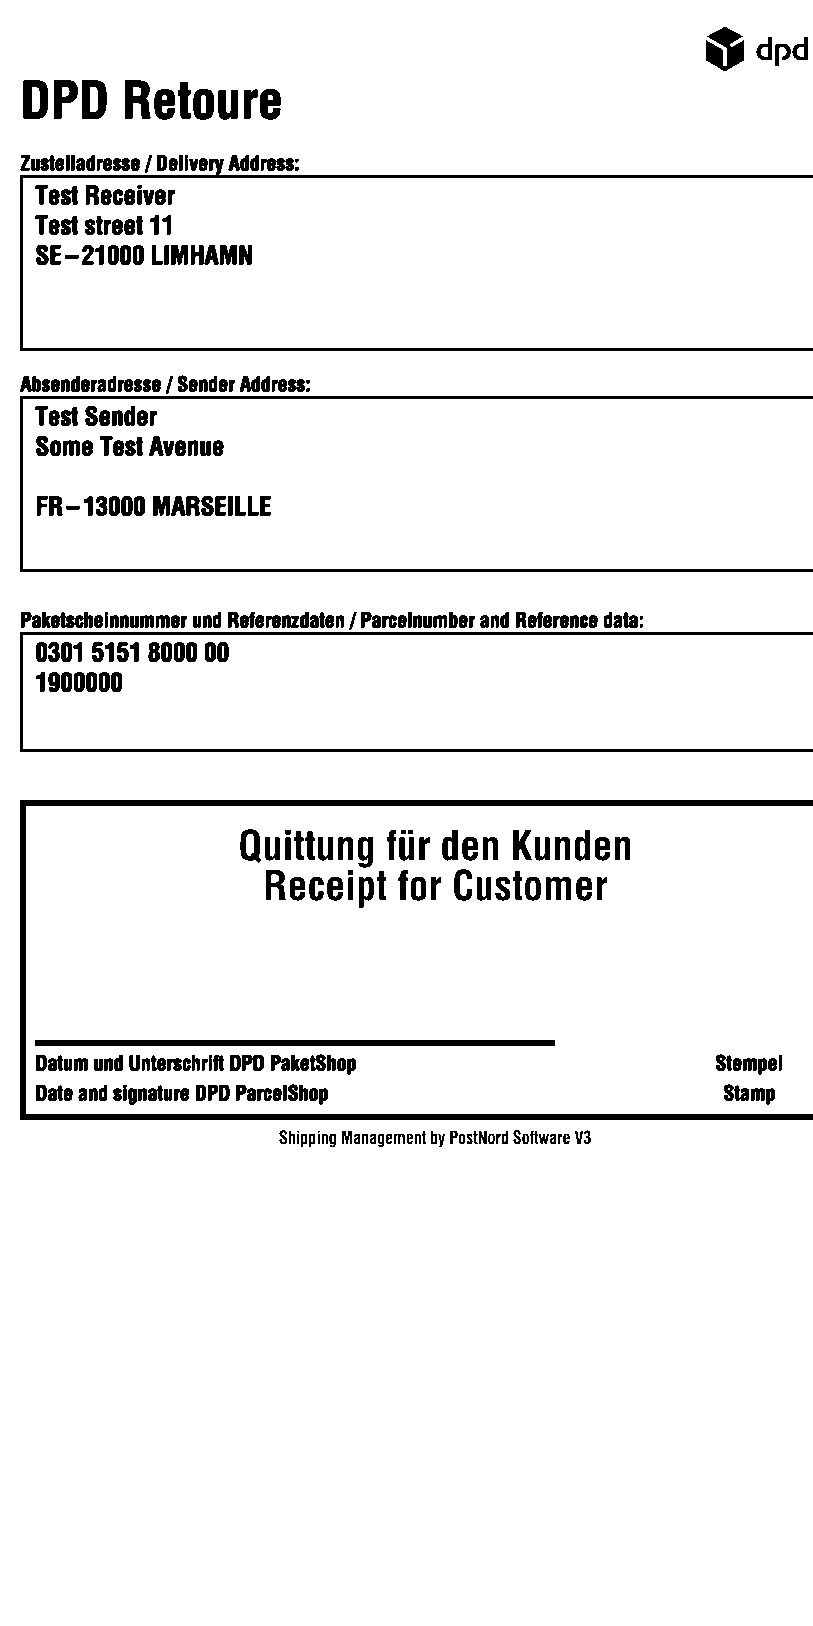 dpd
DPD Retoure
Zustelladresse / Delivery Address:
Test Receiver
Test street 11
SE-21000 LIMHAMN
Absenderadresse / Sender Address:
Test Sender
Some Test Avenue
FR-13000 MARSEILLE
Paketscheinnummer und Referenzdaten / Parcelnumber and Reference data:
0301 5151 8000 00
1900000
Quittung für den Kunden
Receipt for Customer
Datum und Unterschrift DPD PaketShop
Stempel
Date and signature DPD ParcelShop
Stamp
Shipping Management by PostNord Software V3